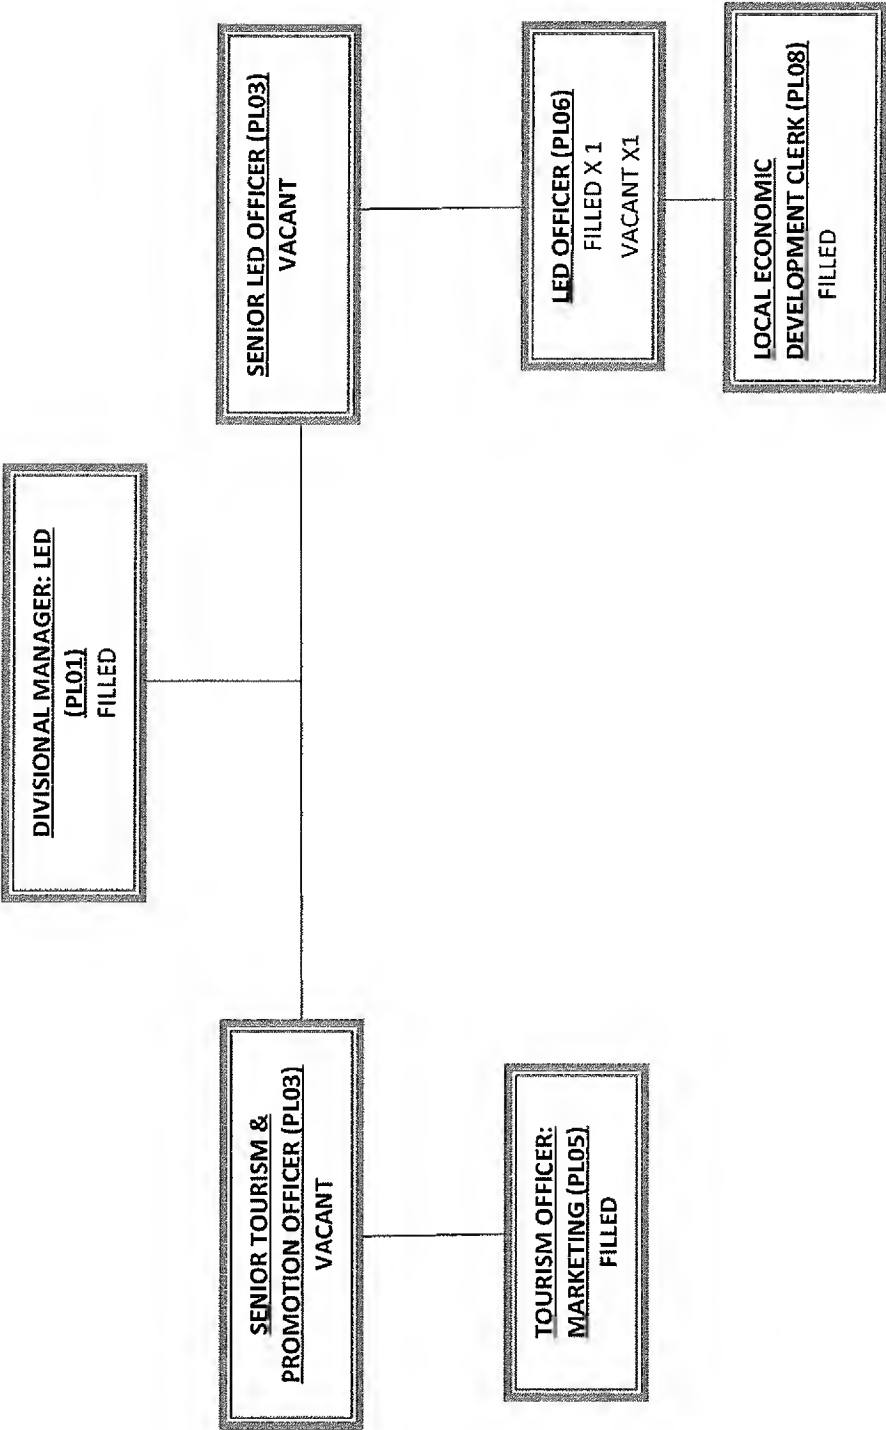 DIVISIONAL MANAGER: LED
(PL01)
FILLED
SENIOR TOURISM &
PROMOTION OFFICER (PL03)
VACANT
SENIOR LED OFFICER (PL03)
VACANT
TOURISM OFFICER:
MARKETING (PL05)
FILLED
LED OFFICER (PL06)
FILLED X 1
VACANT X1
LOCAL ECONOMIC
DEVELOPMENT CLERK (PL08)
FILLED